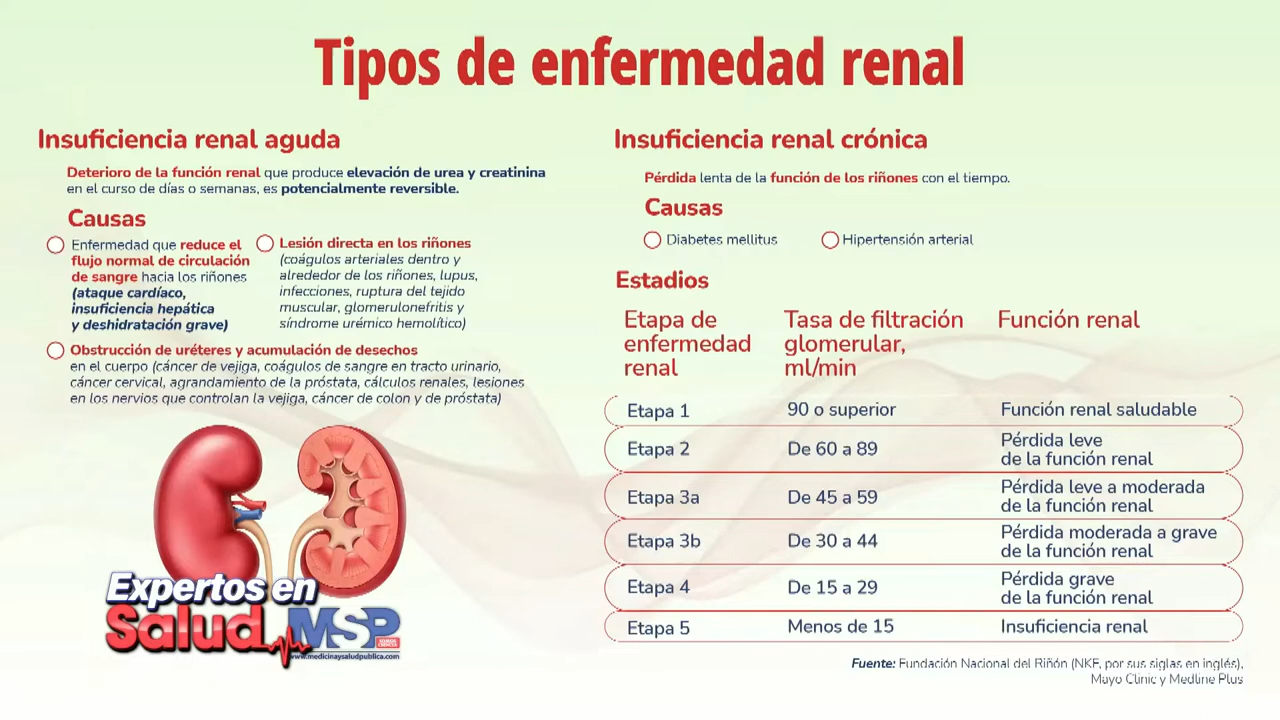 Tipos de enfermedad renal
Insuficiencia renal aguda
Deterioro de la función renal que produce elevación de urea y creatinina
en el curso de días o semanas, es potencialmente reversible.
Causas
Enfermedad que reduce el
flujo normal de circulación
de sangre hacia los riñones
(ataque cardíaco,
insuficiencia hepática
y deshidratación grave)
Lesión directa en los riñones
(coágulos arteriales dentro y
alrededor de los riñones, lupus,
infecciones, ruptura del tejido
muscular, glomerulonefritis y
síndrome urémico hemolítico)
Obstrucción de uréteres y acumulación de desechos
en el cuerpo (cáncer de vejiga, coágulos de sangre en tracto urinario,
cáncer cervical, agrandamiento de la próstata, cálculos renales, lesiones
en los nervios que controlan la vejiga, cáncer de colon y de próstata)
Expertos en
Salud MSP
SOMOS CIENCIA
www.medicinaysaludpublica.com
Insuficiencia renal crónica
Pérdida lenta de la función de los riñones con el tiempo.
Causas
Diabetes mellitus Hipertensión arterial
Estadios
Etapa de
enfermedad
renal
Tasa de filtración
glomerular,
ml/min
Función renal
Etapa 1 90 o superior Función renal saludable
Etapa 2 De 60 a 89 Pérdida leve
de la función renal
Etapa 3a De 45 a 59 Pérdida leve a moderada
de la función renal
Etapa 3b De 30 a 44 Pérdida moderada a grave
de la función renal
Etapa 4 De 15 a 29 Pérdida grave
de la función renal
Etapa 5 Menos de 15 Insuficiencia renal
Fuente: Fundación Nacional del Riñón (NKF, por sus siglas en inglés),
Mayo Clinic y Medline Plus